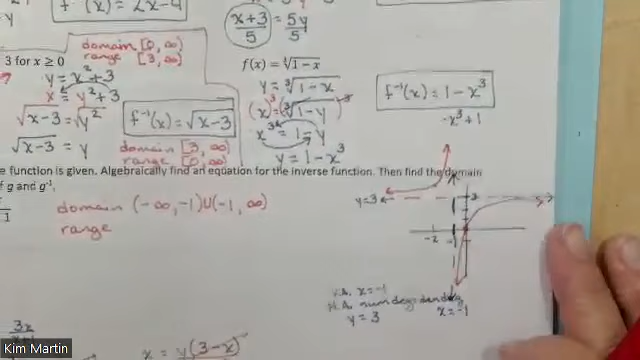 f⁻¹(x) = 2x-4
x+3/5 = 5y/5
3 for x ≥ 0
domain [0, ∞)
range [3, ∞)
y = x² + 3
x = y² + 3
√x-3 = √y²
√x-3 = y
f⁻¹(x) = √x-3
domain [3, ∞)
range [0, ∞)
f(x) = ∛1-x
y = ∛1-x
(x)³ = (∛1-y)³
x³ = 1-y
y = 1-x³
f⁻¹(x) = 1-x³
-x³+1
e function is given. Algebraically find an equation for the inverse function. Then find the domain
f g and g⁻¹.
domain (-∞, -1) ∪ (-1, ∞)
range
y=3
3
-2 -1
V.A. x=-1
H.A. num deg = den deg
y = 3
x=-1
3x
x = y(3-x)
Kim Martin